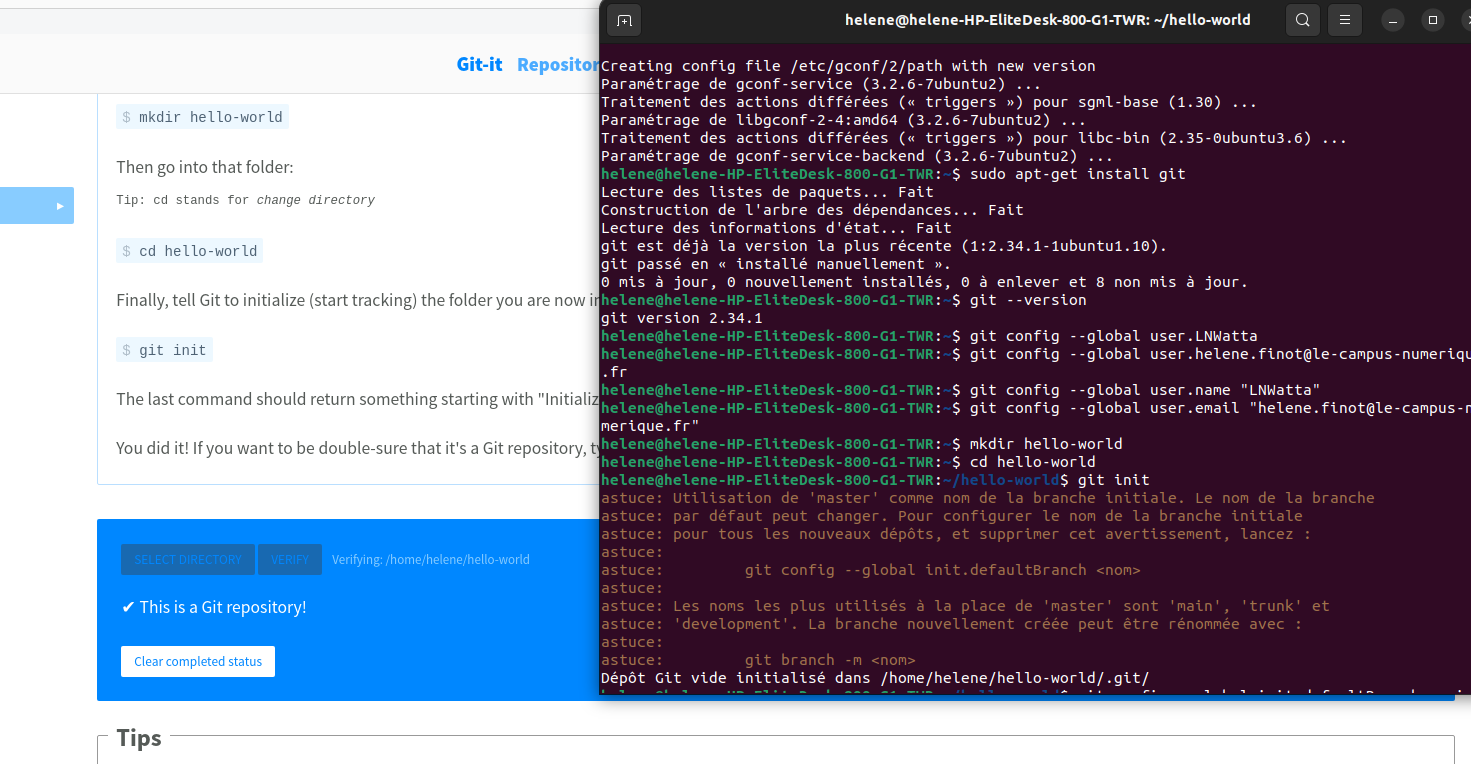 Git-it Repositor
$ mkdir hello-world
Then go into that folder:
Tip: cd stands for change directory
$ cd hello-world
Finally, tell Git to initialize (start tracking) the folder you are now in
$ git init
The last command should return something starting with "Initializ
You did it! If you want to be double-sure that it's a Git repository, ty
SELECT DIRECTORY VERIFY Verifying: /home/helene/hello-world
✔ This is a Git repository!
Clear completed status
Tips
helene@helene-HP-EliteDesk-800-G1-TWR: ~/hello-world
Creating config file /etc/gconf/2/path with new version
Paramétrage de gconf-service (3.2.6-7ubuntu2) ...
Traitement des actions différées (« triggers ») pour sgml-base (1.30) ...
Paramétrage de libgconf-2-4:amd64 (3.2.6-7ubuntu2) ...
Traitement des actions différées (« triggers ») pour libc-bin (2.35-0ubuntu3.6) ...
Paramétrage de gconf-service-backend (3.2.6-7ubuntu2) ...
helene@helene-HP-EliteDesk-800-G1-TWR:~$ sudo apt-get install git
Lecture des listes de paquets... Fait
Construction de l'arbre des dépendances... Fait
Lecture des informations d'état... Fait
git est déjà la version la plus récente (1:2.34.1-1ubuntu1.10).
git passé en « installé manuellement ».
0 mis à jour, 0 nouvellement installés, 0 à enlever et 8 non mis à jour.
helene@helene-HP-EliteDesk-800-G1-TWR:~$ git --version
git version 2.34.1
helene@helene-HP-EliteDesk-800-G1-TWR:~$ git config --global user.LNWatta
helene@helene-HP-EliteDesk-800-G1-TWR:~$ git config --global user.helene.finot@le-campus-numeriqu
.fr
helene@helene-HP-EliteDesk-800-G1-TWR:~$ git config --global user.name "LNWatta"
helene@helene-HP-EliteDesk-800-G1-TWR:~$ git config --global user.email "helene.finot@le-campus-n
merique.fr"
helene@helene-HP-EliteDesk-800-G1-TWR:~$ mkdir hello-world
helene@helene-HP-EliteDesk-800-G1-TWR:~$ cd hello-world
helene@helene-HP-EliteDesk-800-G1-TWR:~/hello-world$ git init
astuce: Utilisation de 'master' comme nom de la branche initiale. Le nom de la branche
astuce: par défaut peut changer. Pour configurer le nom de la branche initiale
astuce: pour tous les nouveaux dépôts, et supprimer cet avertissement, lancez :
astuce:
astuce: git config --global init.defaultBranch <nom>
astuce:
astuce: Les noms les plus utilisés à la place de 'master' sont 'main', 'trunk' et
astuce: 'development'. La branche nouvellement créée peut être rénommée avec :
astuce:
astuce: git branch -m <nom>
Dépôt Git vide initialisé dans /home/helene/hello-world/.git/